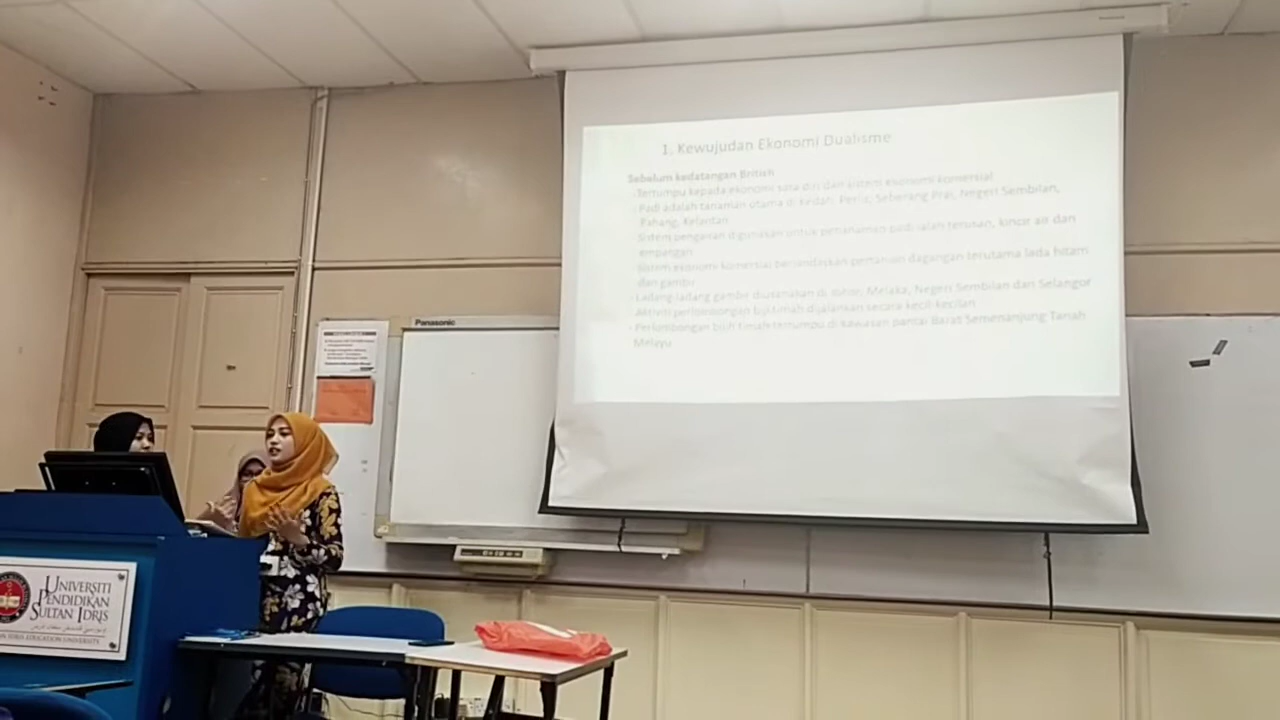 1. Kewujudan Ekonomi Dualisme
Sebelum kedatangan British
- Tertumpu kepada ekonomi sara diri dan sistem ekonomi komersial
- Padi adalah tanaman utama di Kedah, Perlis, Seberang Prai, Negeri Sembilan,
Pahang, Kelantan
- Sistem pengairan digunakan untuk penanaman padi ialah terusan, kincir air dan
empangan
- Sistem ekonomi komersial berlandaskan pertanian dagangan terutama lada hitam
dan gambir
- Ladang-ladang gambir diusahakan di Johor, Melaka, Negeri Sembilan dan Selangor
- Aktiviti perlombongan bijih timah dijalankan secara kecil-kecilan
- Perlombongan bijih timah tertumpu di kawasan pantai Barat Semenanjung Tanah
Melayu
Panasonic
UNIVERSITI
PENDIDIKAN
SULTAN IDRIS
IDRIS EDUCATION UNIVERSITY